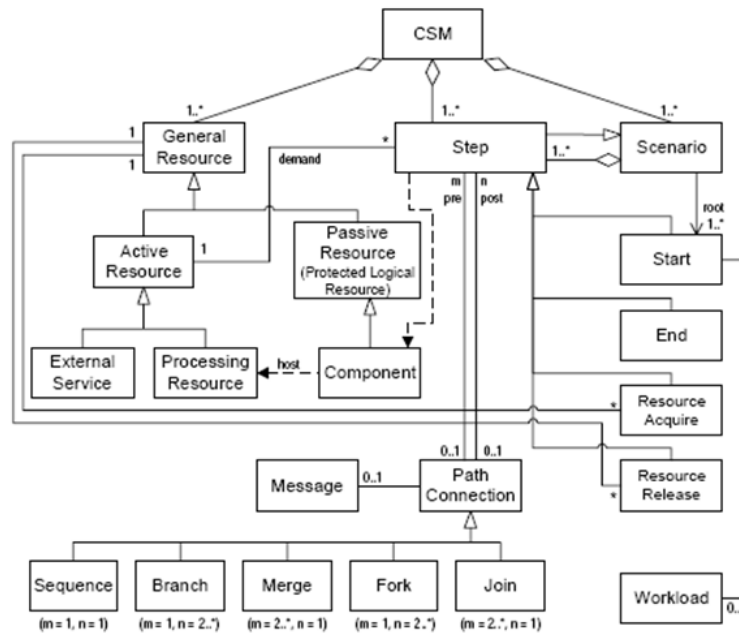 CSM
1..*
1..*
1..*
1
General
Resource
1
demand
*
Step
1..*
Scenario
m
pre
n
post
root
1..*
Active
Resource
1
Passive
Resource
(Protected Logical
Resource)
Start
End
External
Service
Processing
Resource
host
Component
Resource
Acquire
*
0..1
0..1
Message
0..1
Path
Connection
Resource
Release
*
Sequence
Branch
Merge
Fork
Join
Workload
0..
(m = 1, n = 1)
(m = 1, n = 2..*)
(m = 2..*, n = 1)
(m = 1, n = 2..*)
(m = 2..*, n = 1)